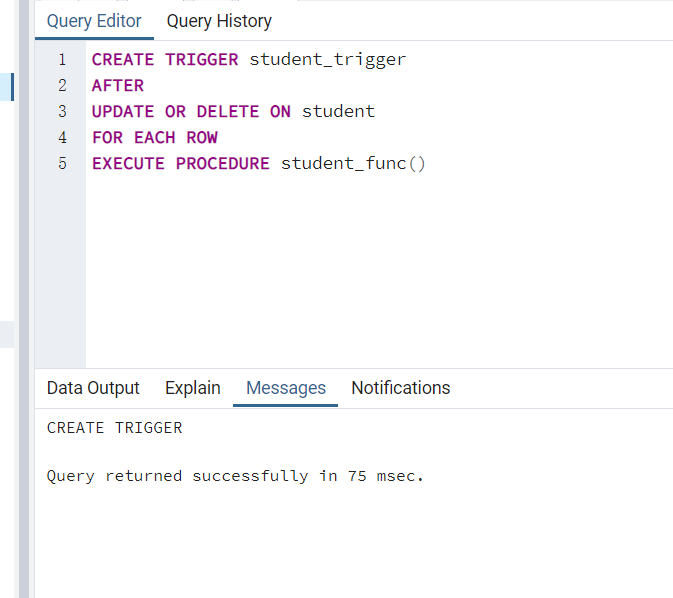 Query Editor Query History
1 CREATE TRIGGER student_trigger
2 AFTER
3 UPDATE OR DELETE ON student
4 FOR EACH ROW
5 EXECUTE PROCEDURE student_func()
Data Output Explain Messages Notifications
CREATE TRIGGER
Query returned successfully in 75 msec.